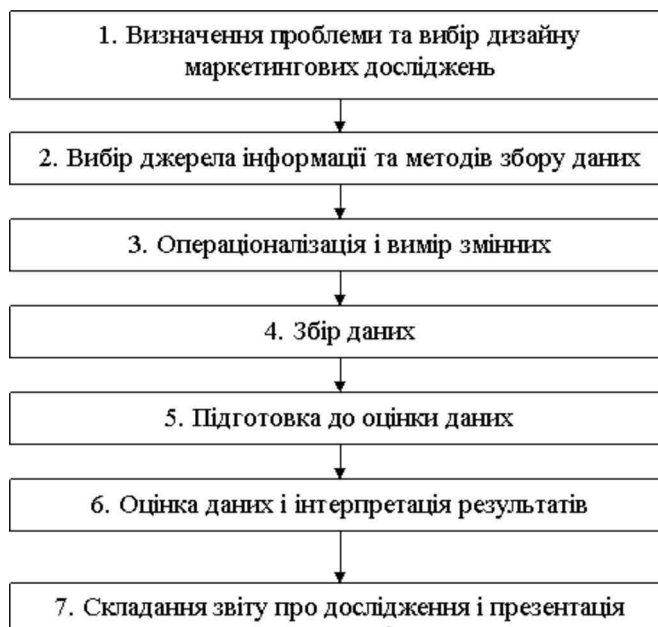 1. Визначення проблеми та вибір дизайну
маркетингових досліджень
2. Вибір джерела інформації та методів збору даних
3. Операціоналізація і вимір змінних
4. Збір даних
5. Підготовка до оцінки даних
6. Оцінка даних і інтерпретація результатів
7. Складання звіту про дослідження і презентація